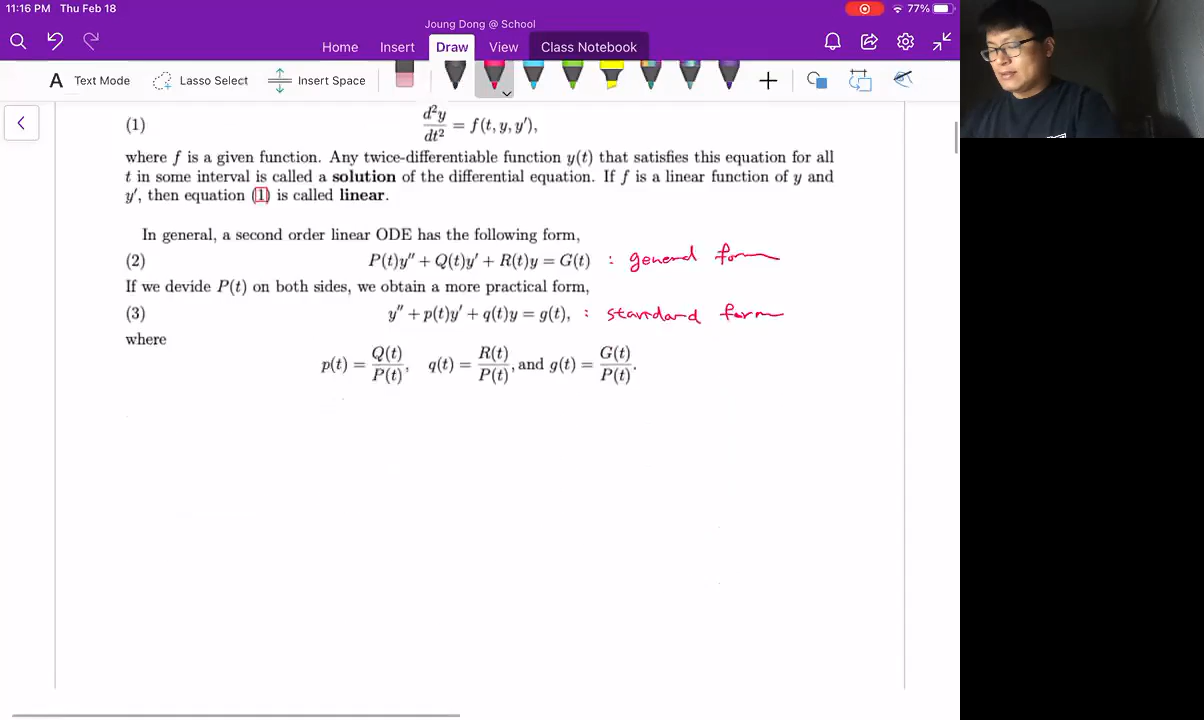 11:16 PM Thu Feb 18
77%
Joung Dong @ School
Home Insert Draw View Class Notebook
A Text Mode Lasso Select Insert Space
(1) d²y/dt² = f(t, y, y′),
where f is a given function. Any twice-differentiable function y(t) that satisfies this equation for all
t in some interval is called a solution of the differential equation. If f is a linear function of y and
y′, then equation (1) is called linear.
In general, a second order linear ODE has the following form,
(2) P(t)y″ + Q(t)y′ + R(t)y = G(t) : general form
If we devide P(t) on both sides, we obtain a more practical form,
(3) y″ + p(t)y′ + q(t)y = g(t), : standard form
where
p(t) = Q(t)/P(t), q(t) = R(t)/P(t), and g(t) = G(t)/P(t).